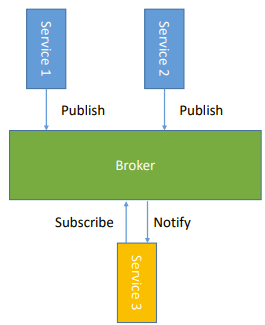 Service 1
Service 2
Publish
Publish
Broker
Subscribe
Notify
Service 3